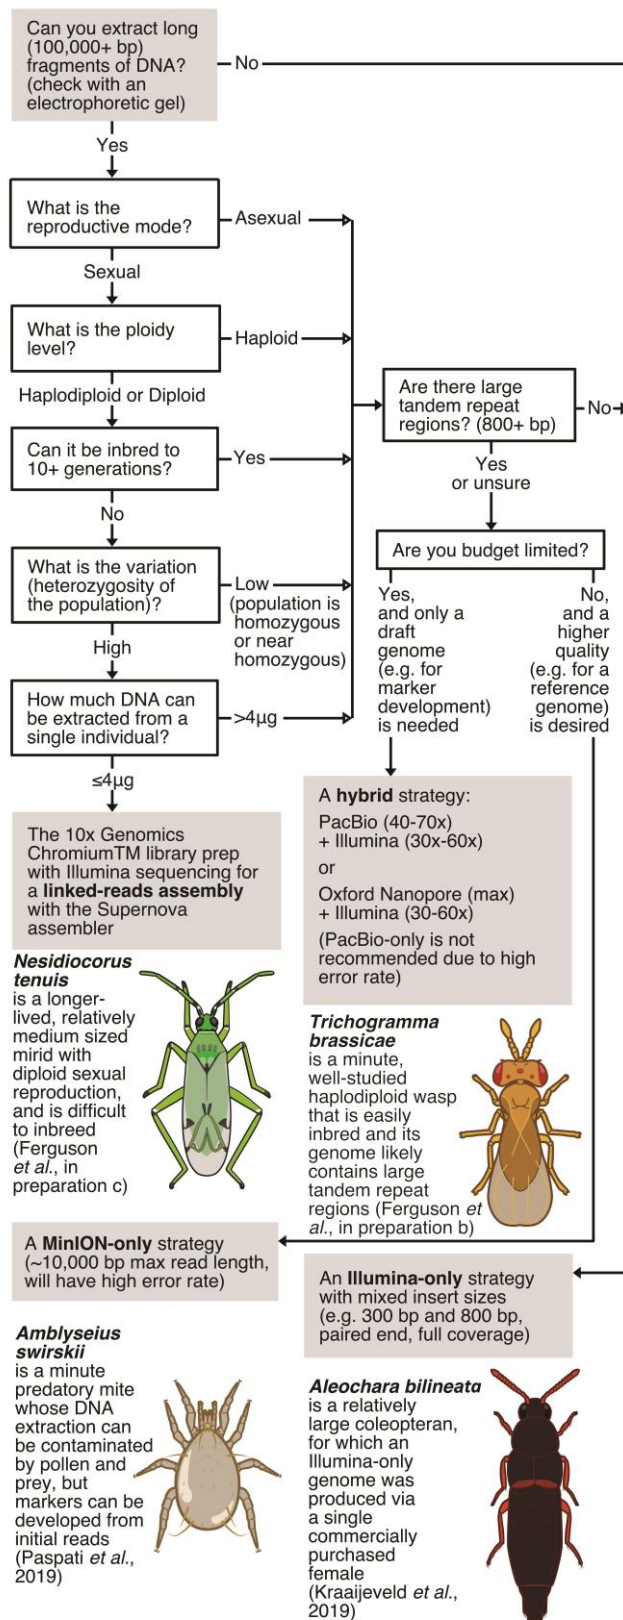 Can you extract long
(100,000+ bp)
fragments of DNA?
(check with an
electrophoretic gel)
No
Yes
What is the
reproductive mode?
Asexual
Sexual
What is the ploidy
level?
Haploid
Haplodiploid or Diploid
Are there large
tandem repeat
regions? (800+ bp)
No
Can it be inbred to
10+ generations?
Yes
Yes
or unsure
No
Are you budget limited?
What is the variation
(heterozygosity of
the population)?
Low
(population is
homozygous
or near
homozygous)
Yes,
and only a
draft
genome
(e.g. for
marker
development)
is needed
No,
and a
higher
quality
(e.g. for a
reference
genome)
is desired
High
How much DNA can
be extracted from a
single individual?
>4µg
≤4µg
The 10x Genomics
ChromiumTM library prep
with Illumina sequencing for
a linked-reads assembly
with the Supernova
assembler
A hybrid strategy:
PacBio (40-70x)
+ Illumina (30x-60x)
or
Oxford Nanopore (max)
+ Illumina (30-60x)
(PacBio-only is not
recommended due to high
error rate)
Nesidiocorus
tenuis
is a longer-
lived, relatively
medium sized
mirid with
diploid sexual
reproduction,
and is difficult
to inbreed
(Ferguson
et al., in
preparation c)
Trichogramma
brassicae
is a minute,
well-studied
haplodiploid wasp
that is easily
inbred and its
genome likely
contains large
tandem repeat
regions (Ferguson et
al., in preparation b)
A MinION-only strategy
(~10,000 bp max read length,
will have high error rate)
An Illumina-only strategy
with mixed insert sizes
(e.g. 300 bp and 800 bp,
paired end, full coverage)
Amblyseius
swirskii
is a minute
predatory mite
whose DNA
extraction can
be contaminated
by pollen and
prey, but
markers can be
developed from
initial reads
(Paspati et al.,
2019)
Aleochara bilineata
is a relatively
large coleopteran,
for which an
Illumina-only
genome was
produced via
a single
commercially
purchased
female
(Kraaijeveld et al.,
2019)